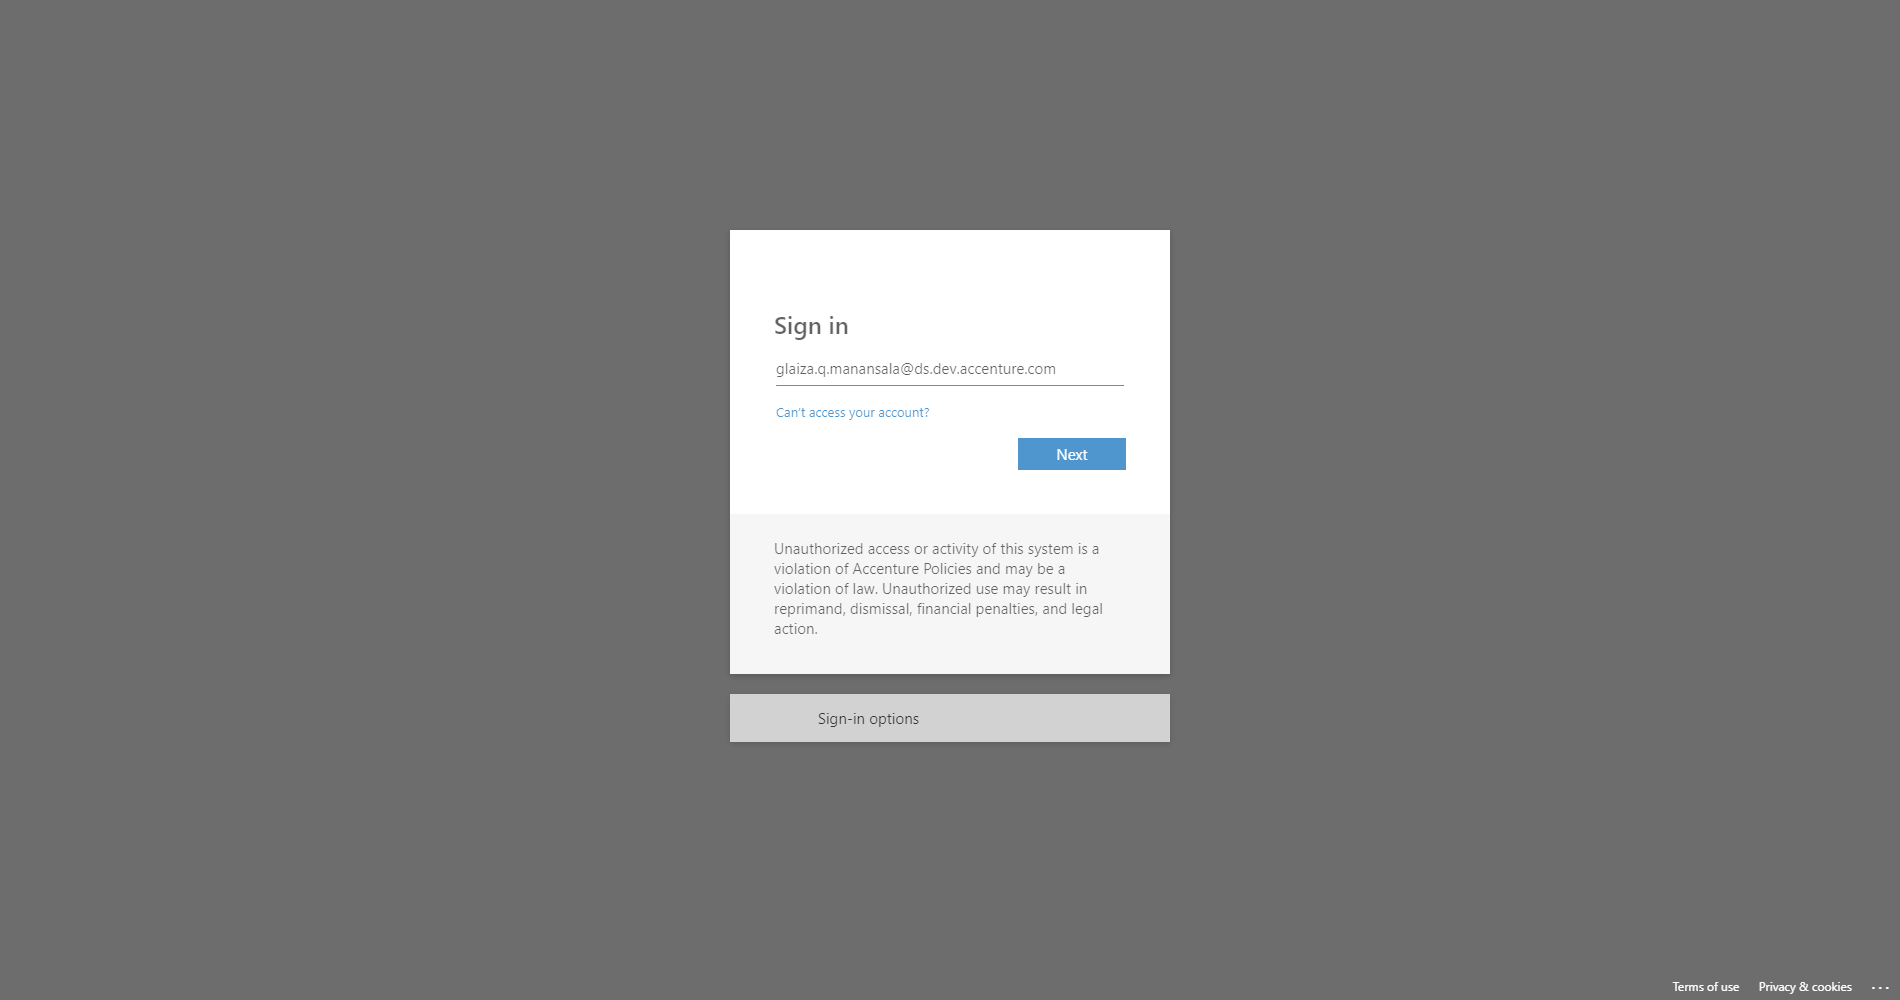 Sign in
glaiza.q.manansala@ds.dev.accenture.com
Can't access your account?
Next
Unauthorized access or activity of this system is a
violation of Accenture Policies and may be a
violation of law. Unauthorized use may result in
reprimand, dismissal, financial penalties, and legal
action.
Sign-in options
Terms of use Privacy & cookies ...